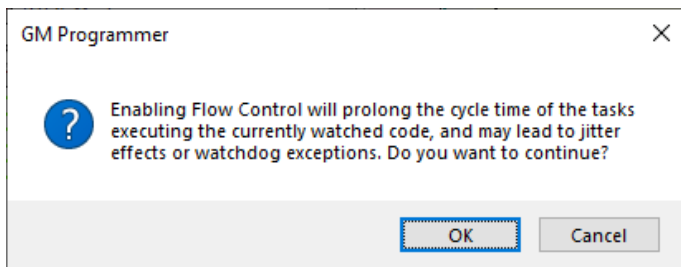 GM Programmer
Enabling Flow Control will prolong the cycle time of the tasks
executing the currently watched code, and may lead to jitter
effects or watchdog exceptions. Do you want to continue?
OK
Cancel